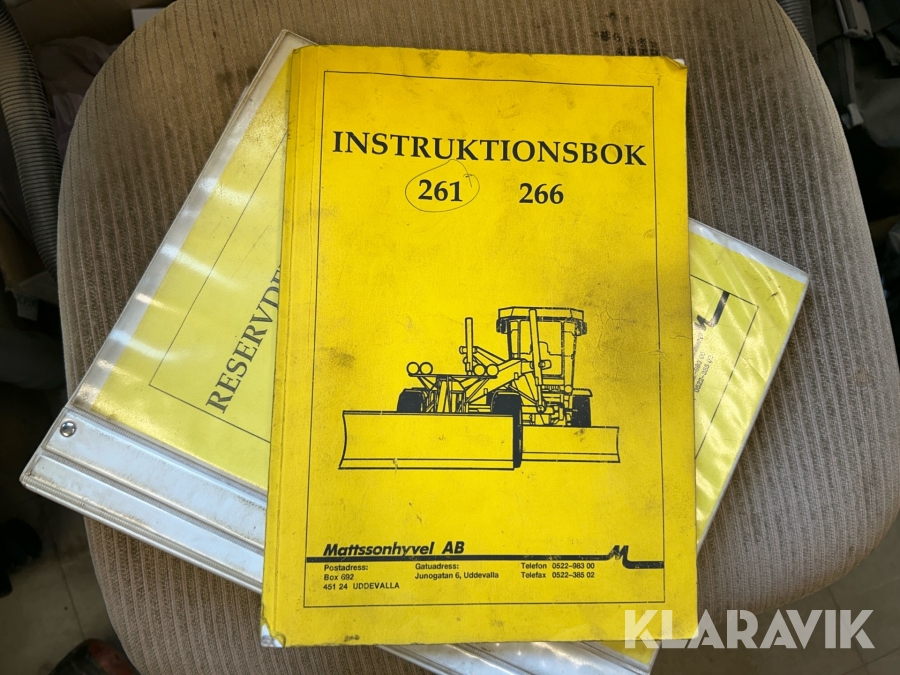 INSTRUKTIONSBOK
261 266
RESERVDE
Mattssonhyvel AB
Postadress: Gatuadress: Telefon 0522-983 00
Box 692 Junogatan 6, Uddevalla Telefax 0522-385 02
451 24 UDDEVALLA
KLARAVIK